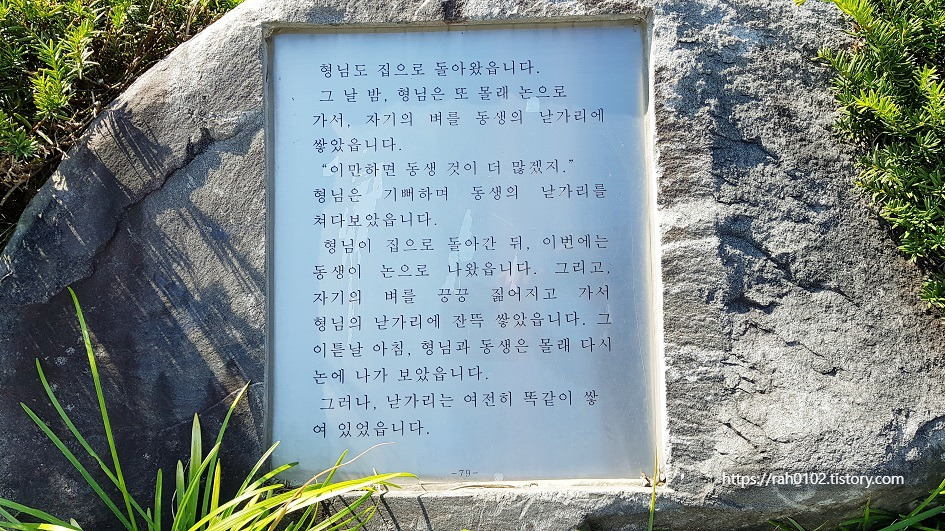 형님도 집으로 돌아왔읍니다.
그 날 밤, 형님은 또 몰래 논으로
가서, 자기의 벼를 동생의 낟가리에
쌓았읍니다.
“이만하면 동생 것이 더 많겠지.”
형님은 기뻐하며 동생의 낟가리를
쳐다보았읍니다.
형님이 집으로 돌아간 뒤, 이번에는
동생이 논으로 나왔읍니다. 그리고,
자기의 벼를 끙끙 짊어지고 가서
형님의 낟가리에 잔뜩 쌓았읍니다. 그
이튿날 아침, 형님과 동생은 몰래 다시
논에 나가 보았읍니다.
그러나, 낟가리는 여전히 똑같이 쌓
여 있었읍니다.
-79-
https://rah0102.tistory.com